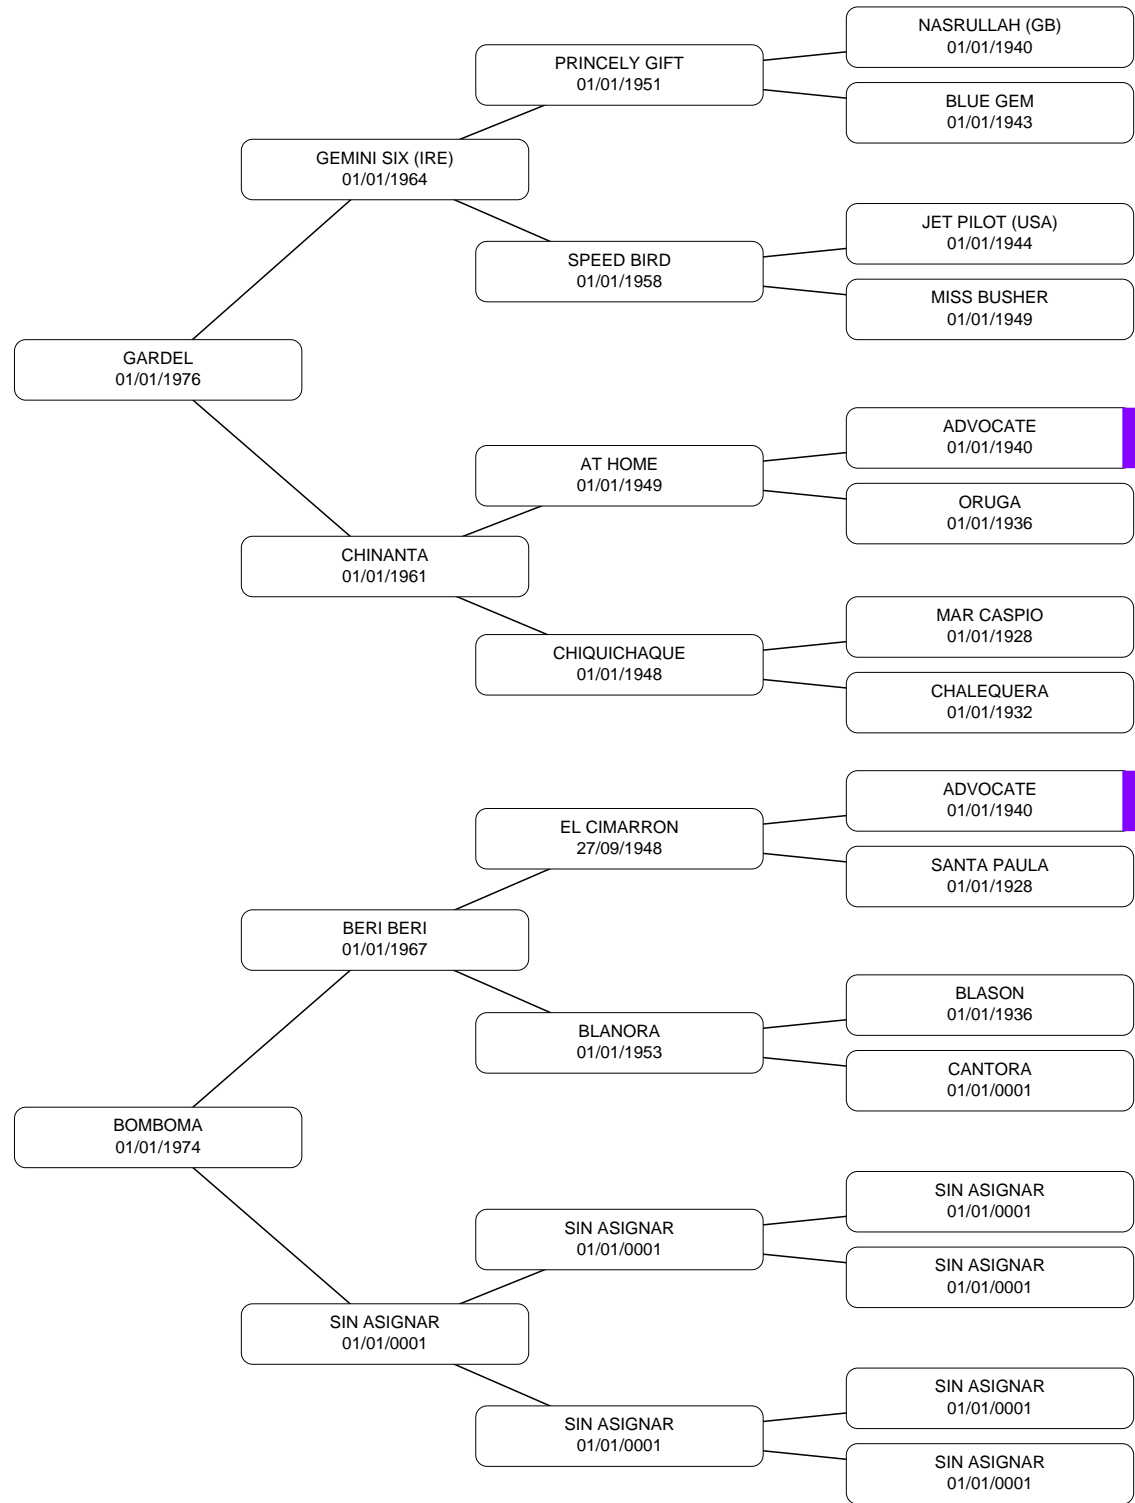 NASRULLAH (GB)
01/01/1940
PRINCELY GIFT
01/01/1951
BLUE GEM
01/01/1943
GEMINI SIX (IRE)
01/01/1964
JET PILOT (USA)
01/01/1944
SPEED BIRD
01/01/1958
MISS BUSHER
01/01/1949
GARDEL
01/01/1976
ADVOCATE
01/01/1940
AT HOME
01/01/1949
ORUGA
01/01/1936
CHINANTA
01/01/1961
MAR CASPIO
01/01/1928
CHIQUICHAQUE
01/01/1948
CHALEQUERA
01/01/1932
ADVOCATE
01/01/1940
EL CIMARRON
27/09/1948
SANTA PAULA
01/01/1928
BERI BERI
01/01/1967
BLASON
01/01/1936
BLANORA
01/01/1953
CANTORA
01/01/0001
BOMBOMA
01/01/1974
SIN ASIGNAR
01/01/0001
SIN ASIGNAR
01/01/0001
SIN ASIGNAR
01/01/0001
SIN ASIGNAR
01/01/0001
SIN ASIGNAR
01/01/0001
SIN ASIGNAR
01/01/0001
SIN ASIGNAR
01/01/0001